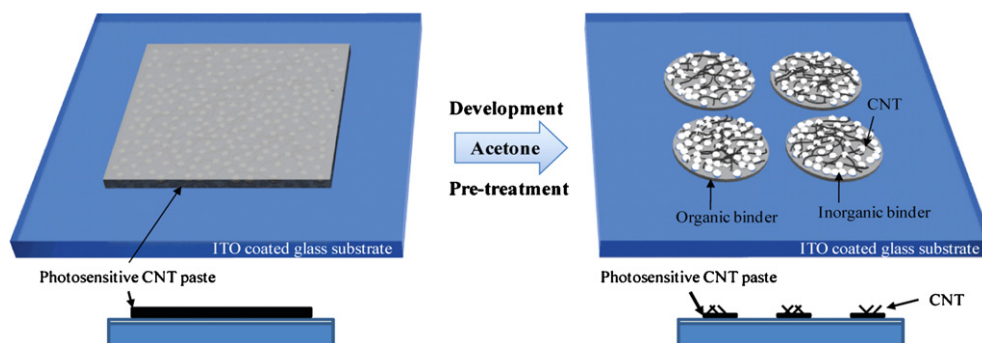 ITO coated glass substrate
Photosensitive CNT paste
Development
Acetone
Pre-treatment
CNT
Organic binder
Inorganic binder
ITO coated glass substrate
Photosensitive CNT paste
CNT